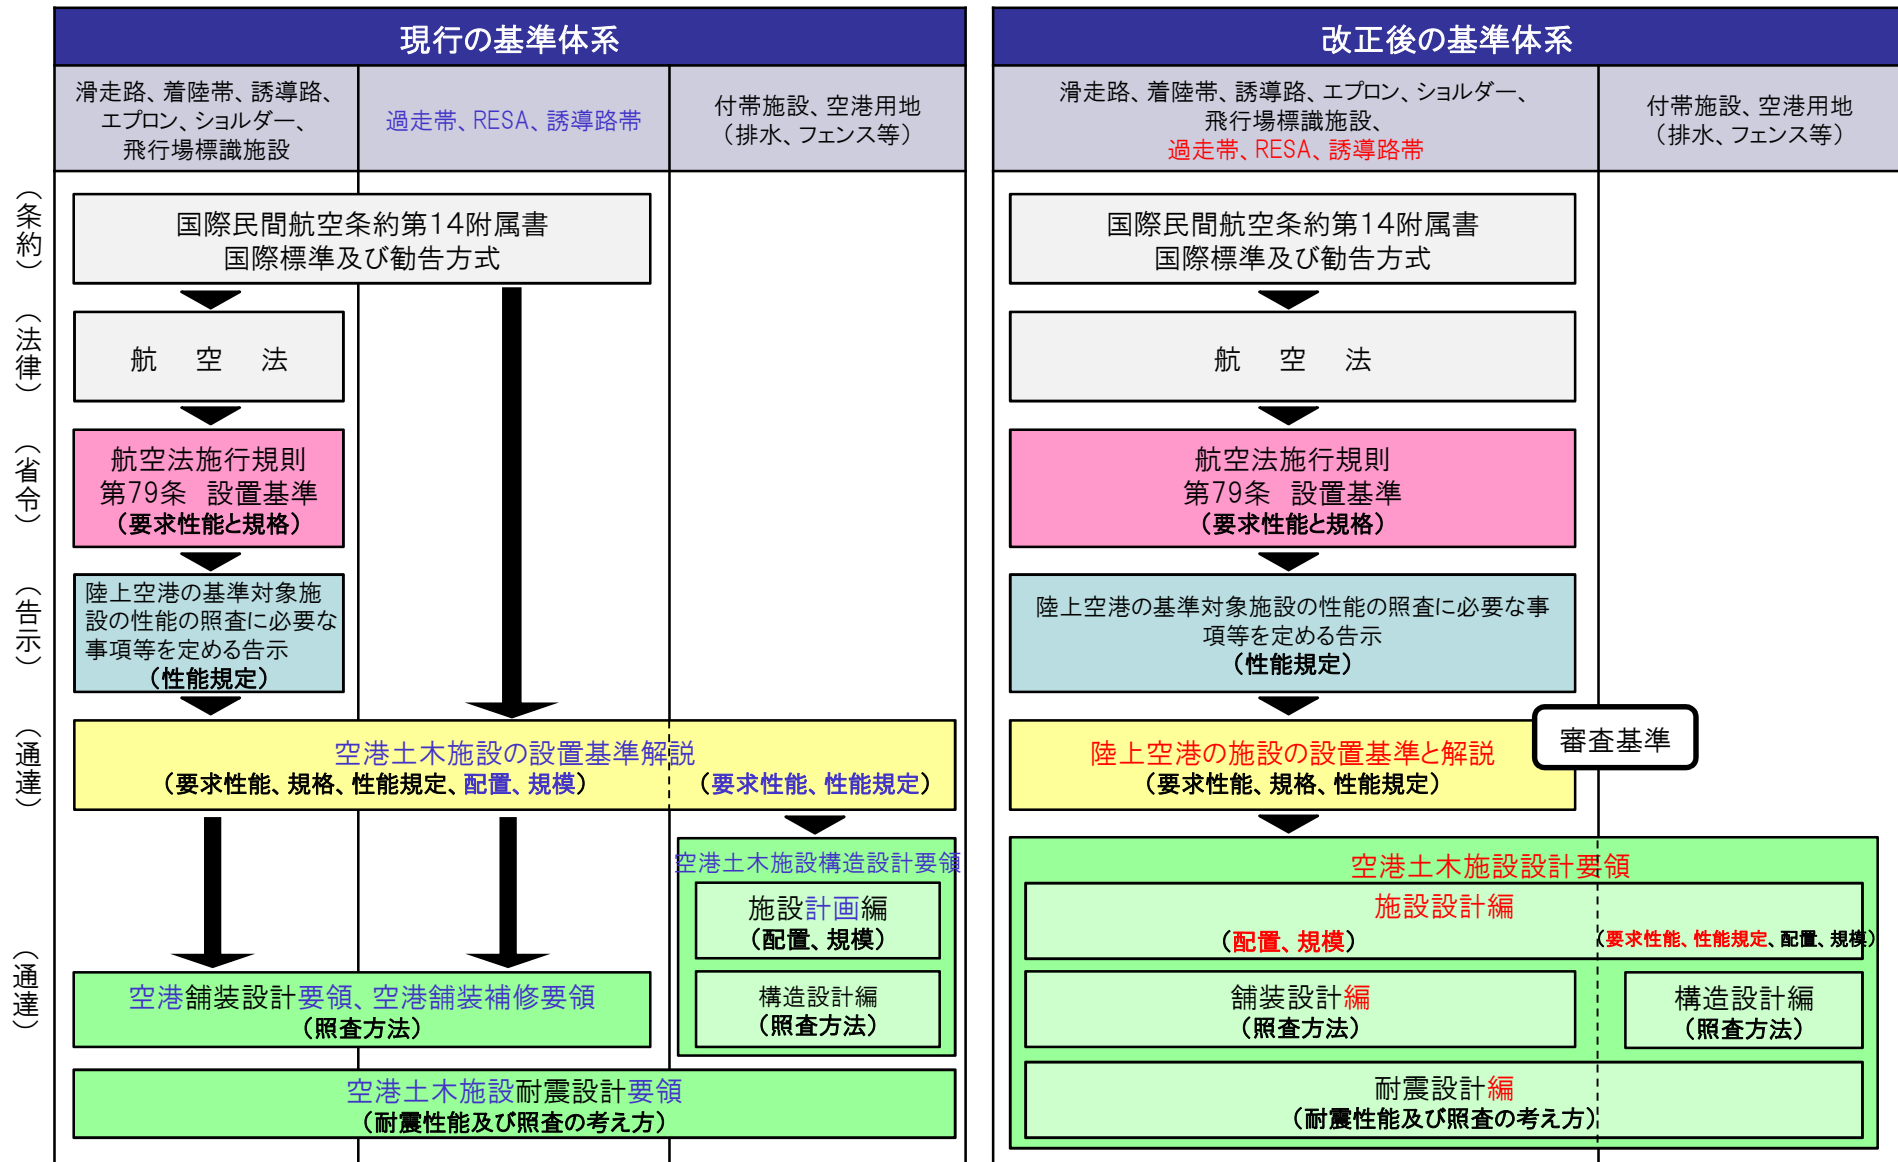 現行の基準体系
滑走路、着陸帯、誘導路、
エプロン、ショルダー、
飛行場標識施設
過走帯、RESA、誘導路帯
付帯施設、空港用地
（排水、フェンス等）
（条約）
国際民間航空条約第14附属書
国際標準及び勧告方式
（法律）
航　空　法
（省令）
航空法施行規則
第79条　設置基準
（要求性能と規格）
（告示）
陸上空港の基準対象施
設の性能の照査に必要な
事項等を定める告示
（性能規定）
（通達）
空港土木施設の設置基準解説
（要求性能、規格、性能規定、配置、規模）
（要求性能、性能規定）
空港土木施設構造設計要領
施設計画編
（配置、規模）
（通達）
空港舗装設計要領、空港舗装補修要領
（照査方法）
構造設計編
（照査方法）
空港土木施設耐震設計要領
（耐震性能及び照査の考え方）
改正後の基準体系
滑走路、着陸帯、誘導路、エプロン、ショルダー、
飛行場標識施設、
過走帯、RESA、誘導路帯
付帯施設、空港用地
（排水、フェンス等）
国際民間航空条約第14附属書
国際標準及び勧告方式
航　空　法
航空法施行規則
第79条　設置基準
（要求性能と規格）
陸上空港の基準対象施設の性能の照査に必要な事
項等を定める告示
（性能規定）
審査基準
陸上空港の施設の設置基準と解説
（要求性能、規格、性能規定）
空港土木施設設計要領
施設設計編
（配置、規模）
（要求性能、性能規定、配置、規模）
舗装設計編
（照査方法）
構造設計編
（照査方法）
耐震設計編
（耐震性能及び照査の考え方）